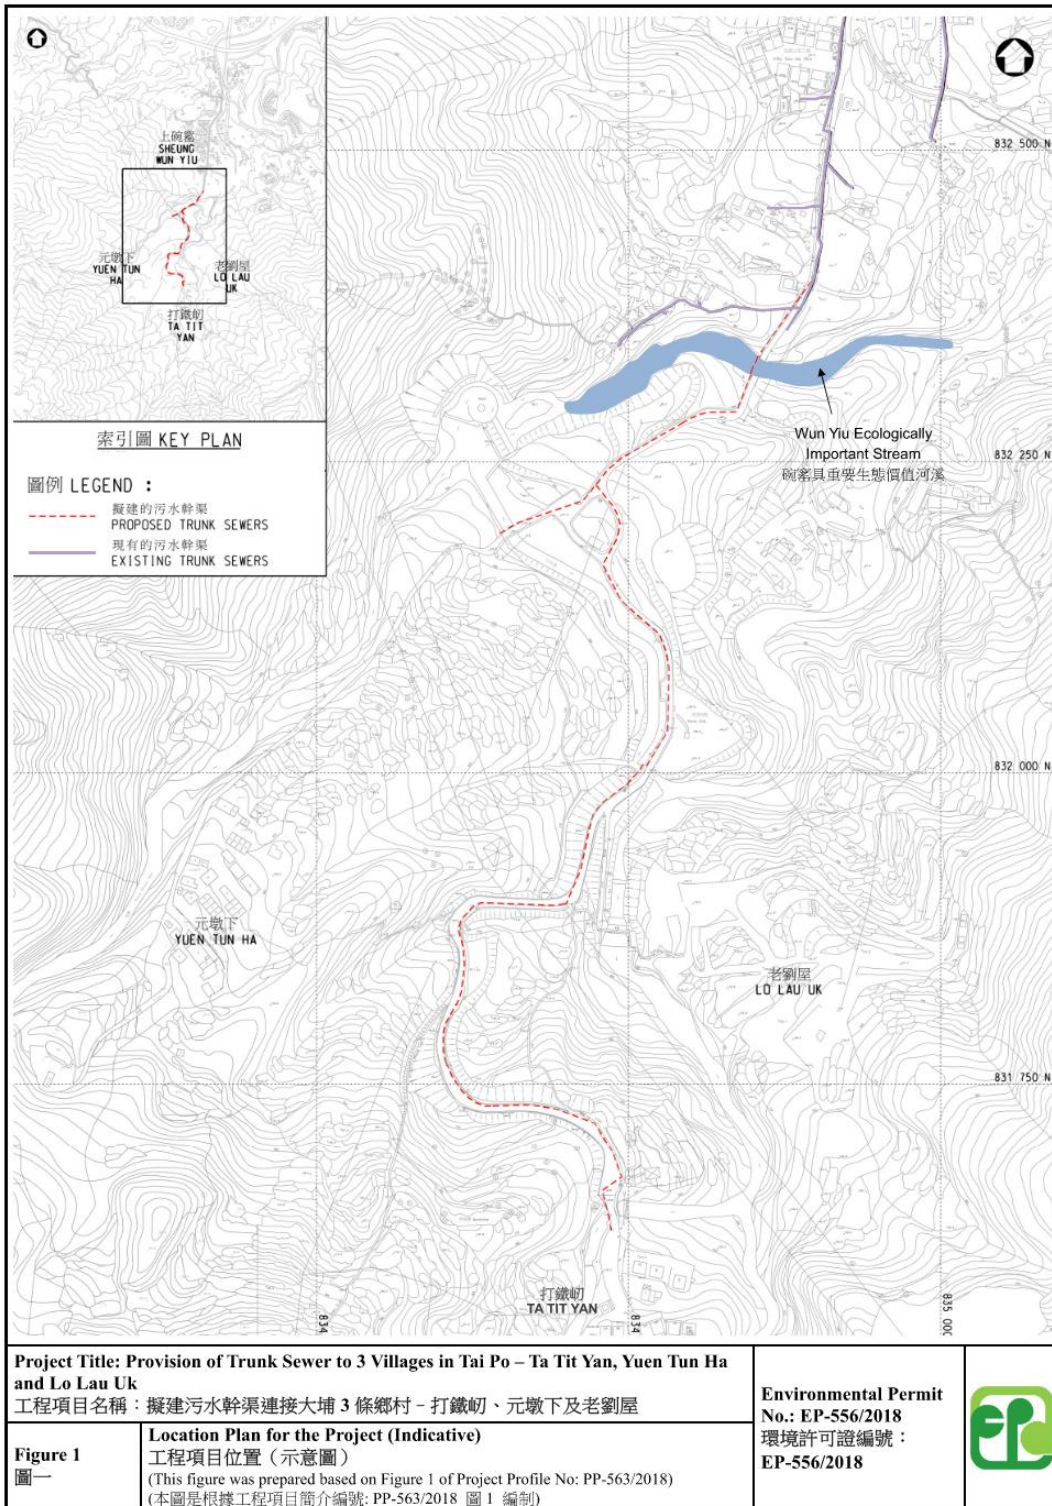 上碗窰
SHEUNG
WUN YIU
元墩下
YUEN TUN
HA
老劉屋
LO LAU
UK
打鐵屻
TA TIT
YAN
索引圖 KEY PLAN
圖例 LEGEND :
擬建的污水幹渠
PROPOSED TRUNK SEWERS
現有的污水幹渠
EXISTING TRUNK SEWERS
832 500 N
Wun Yiu Ecologically
Important Stream
碗窰具重要生態價值河溪
832 250 N
832 000 N
元墩下
YUEN TUN HA
老劉屋
LO LAU UK
831 750 N
打鐵屻
TA TIT YAN
834
834
835 000
Project Title: Provision of Trunk Sewer to 3 Villages in Tai Po – Ta Tit Yan, Yuen Tun Ha
and Lo Lau Uk
工程項目名稱：擬建污水幹渠連接大埔 3 條鄉村 - 打鐵屻、元墩下及老劉屋
Environmental Permit
No.: EP-556/2018
環境許可證編號：
EP-556/2018
Figure 1
圖一
Location Plan for the Project (Indicative)
工程項目位置（示意圖）
(This figure was prepared based on Figure 1 of Project Profile No: PP-563/2018)
(本圖是根據工程項目簡介編號: PP-563/2018 圖 1 編制)